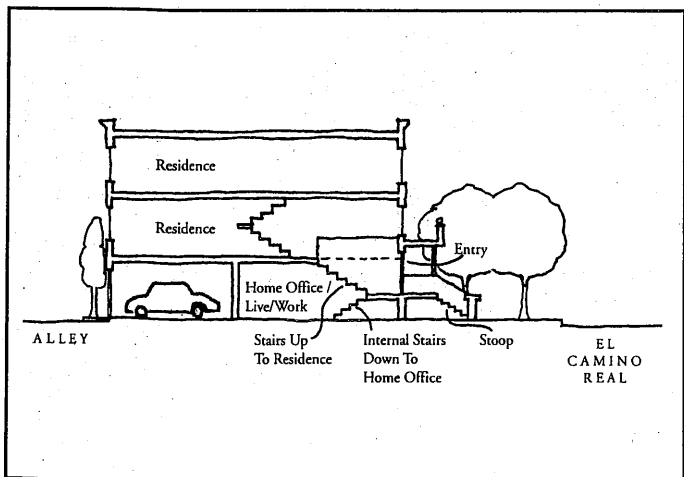 Residence
Residence
Entry
Home Office /
Live/Work
ALLEY
Stairs Up
To Residence
Internal Stairs
Down To
Home Office
Stoop
EL
CAMINO
REAL